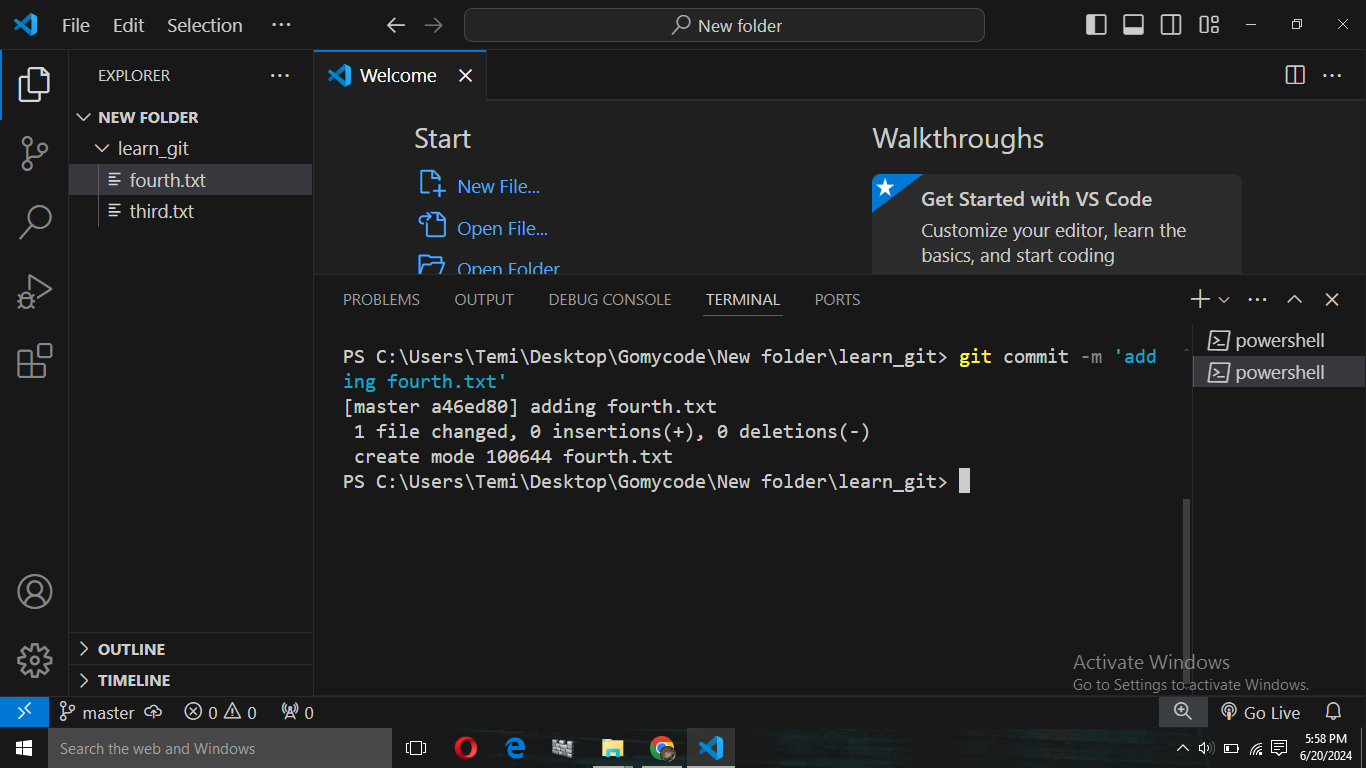 File Edit Selection ···
New folder
EXPLORER ···
Welcome
NEW FOLDER
learn_git
fourth.txt
third.txt
Start
New File...
Open File...
Open Folder
Walkthroughs
Get Started with VS Code
Customize your editor, learn the
basics, and start coding
PROBLEMS OUTPUT DEBUG CONSOLE TERMINAL PORTS
PS C:\Users\Temi\Desktop\Gomycode\New folder\learn_git> git commit -m 'add
ing fourth.txt'
[master a46ed80] adding fourth.txt
 1 file changed, 0 insertions(+), 0 deletions(-)
 create mode 100644 fourth.txt
PS C:\Users\Temi\Desktop\Gomycode\New folder\learn_git>
powershell
powershell
OUTLINE
TIMELINE
Activate Windows
Go to Settings to activate Windows.
master 0 0 0 Go Live
Search the web and Windows
5:58 PM
6/20/2024